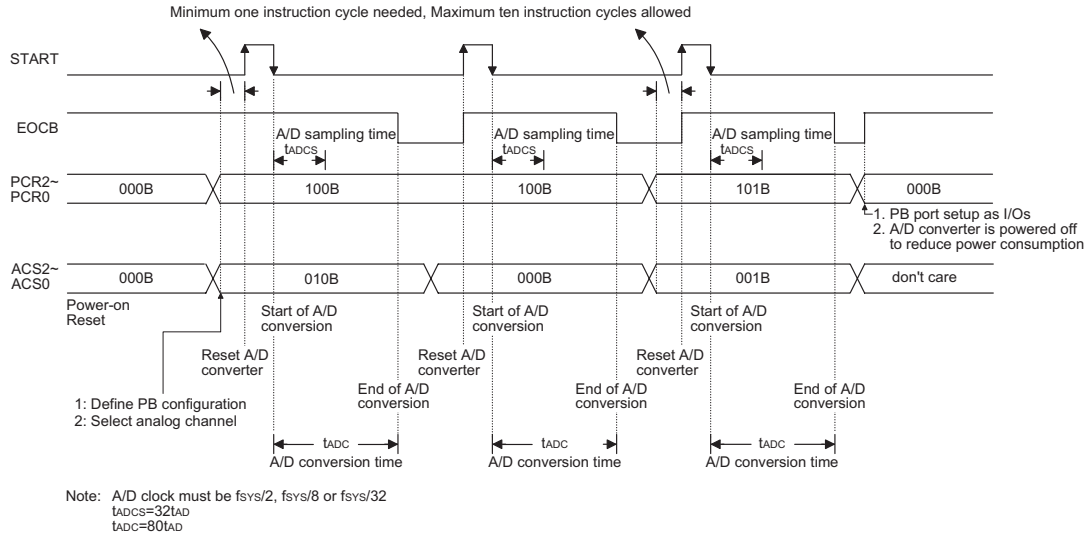 Minimum one instruction cycle needed, Maximum ten instruction cycles allowed
START
EOCB
A/D sampling time
tADCS
A/D sampling time
tADCS
A/D sampling time
tADCS
PCR2~
PCR0
000B
100B
100B
101B
000B
1. PB port setup as I/Os
2. A/D converter is powered off
to reduce power consumption
ACS2~
ACS0
000B
010B
000B
001B
don't care
Power-on
Reset
Start of A/D
conversion
Start of A/D
conversion
Start of A/D
conversion
Reset A/D
converter
Reset A/D
converter
Reset A/D
converter
End of A/D
conversion
End of A/D
conversion
End of A/D
conversion
1: Define PB configuration
2: Select analog channel
tADC
A/D conversion time
tADC
A/D conversion time
tADC
A/D conversion time
Note: A/D clock must be fSYS/2, fSYS/8 or fSYS/32
tADCS=32tAD
tADC=80tAD